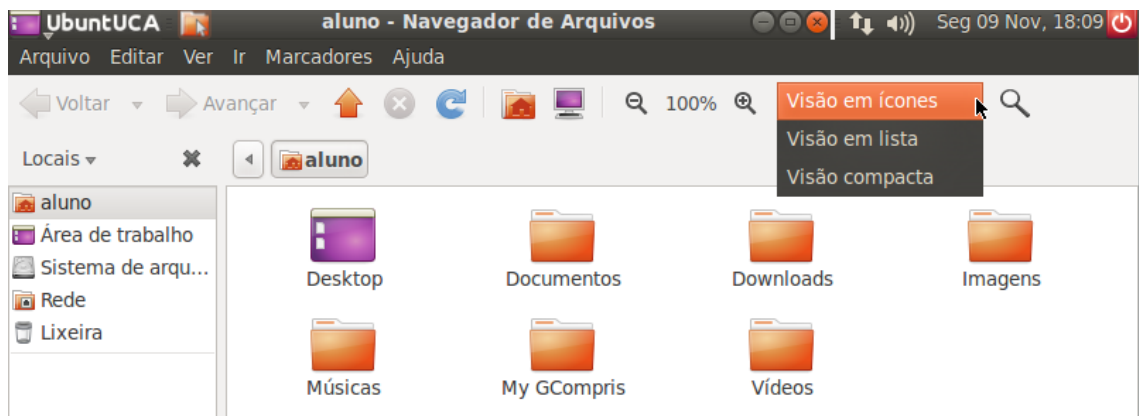 UbuntUCA aluno - Navegador de Arquivos Seg 09 Nov, 18:09
Arquivo Editar Ver Ir Marcadores Ajuda
Voltar Avançar 100% Visão em ícones
Visão em lista
Visão compacta
Locais aluno
aluno
Área de trabalho
Sistema de arqu...
Rede
Lixeira
Desktop Documentos Downloads Imagens
Músicas My GCompris Vídeos